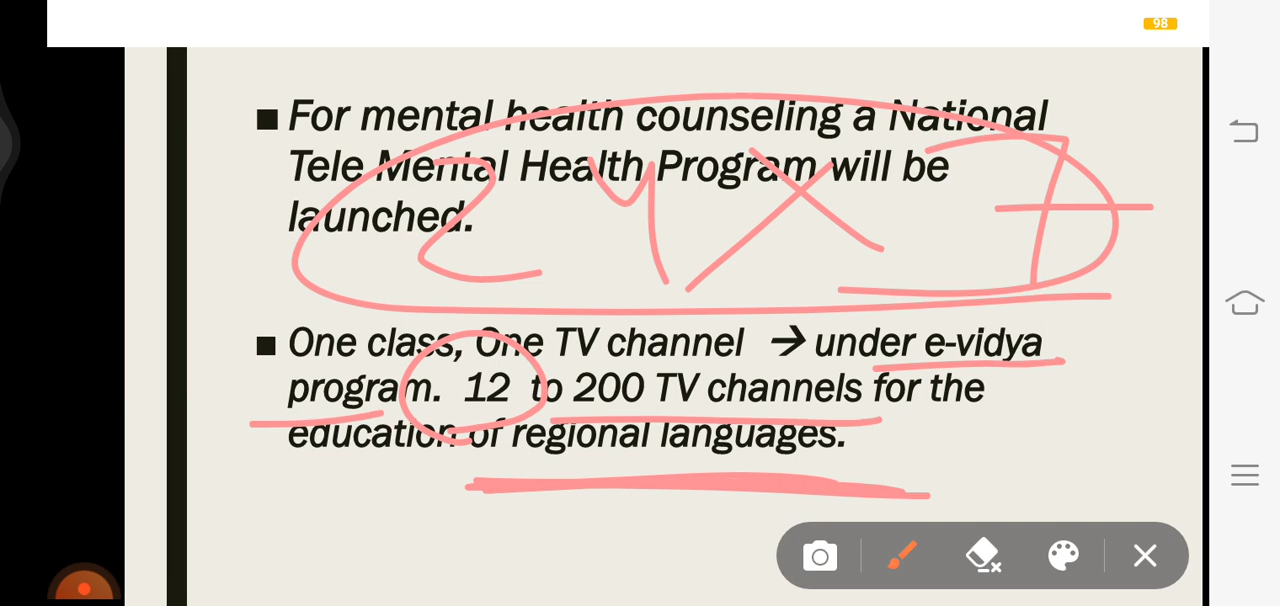 98
■ For mental health counseling a National
Tele Mental Health Program will be
launched.
24x7
■ One class, One TV channel → under e-vidya
program. 12 to 200 TV channels for the
education of regional languages.